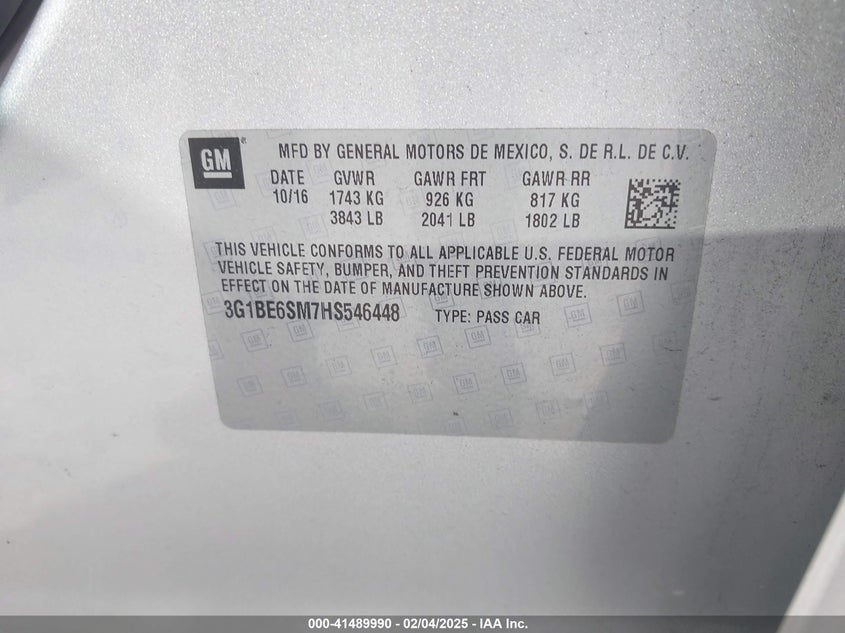 GM ® MFD BY GENERAL MOTORS DE MEXICO, S. DE R.L. DE C.V.
DATE GVWR GAWR FRT GAWR RR
10/16 1743 KG 926 KG 817 KG
3843 LB 2041 LB 1802 LB
THIS VEHICLE CONFORMS TO ALL APPLICABLE U.S. FEDERAL MOTOR
VEHICLE SAFETY, BUMPER, AND THEFT PREVENTION STANDARDS IN
EFFECT ON THE DATE OF MANUFACTURE SHOWN ABOVE.
3G1BE6SM7HS546448 TYPE: PASS CAR
000-41489990 - 02/04/2025 - IAA Inc.